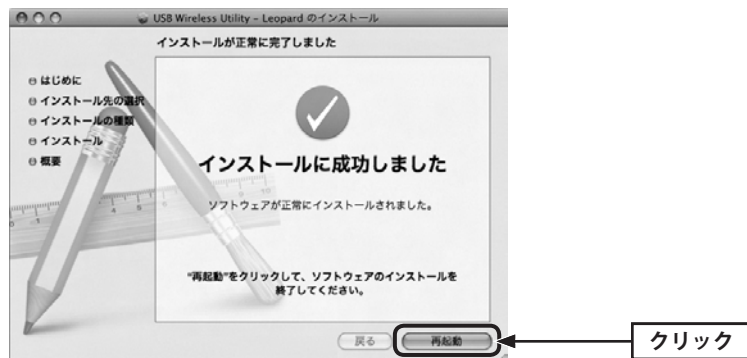 USB Wireless Utility – Leopard のインストール
インストールが正常に完了しました
はじめに
インストール先の選択
インストールの種類
インストール
概要
インストールに成功しました
ソフトウェアが正常にインストールされました。
"再起動"をクリックして、ソフトウェアのインストールを
終了してください。
戻る
再起動
クリック